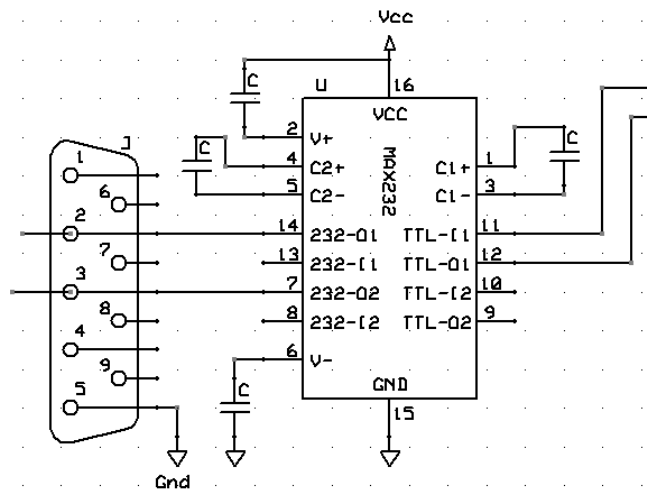 Vcc
C
U
16
VCC
2
V+
J
1
C
4
C2+
MAX232
C1+
1
C
5
C2-
C1-
3
6
2
14
232-O1
TTL-I1
11
7
13
232-I1
TTL-O1
12
3
7
232-O2
TTL-I2
10
8
8
232-I2
TTL-O2
9
4
6
V-
9
C
GND
5
15
Gnd